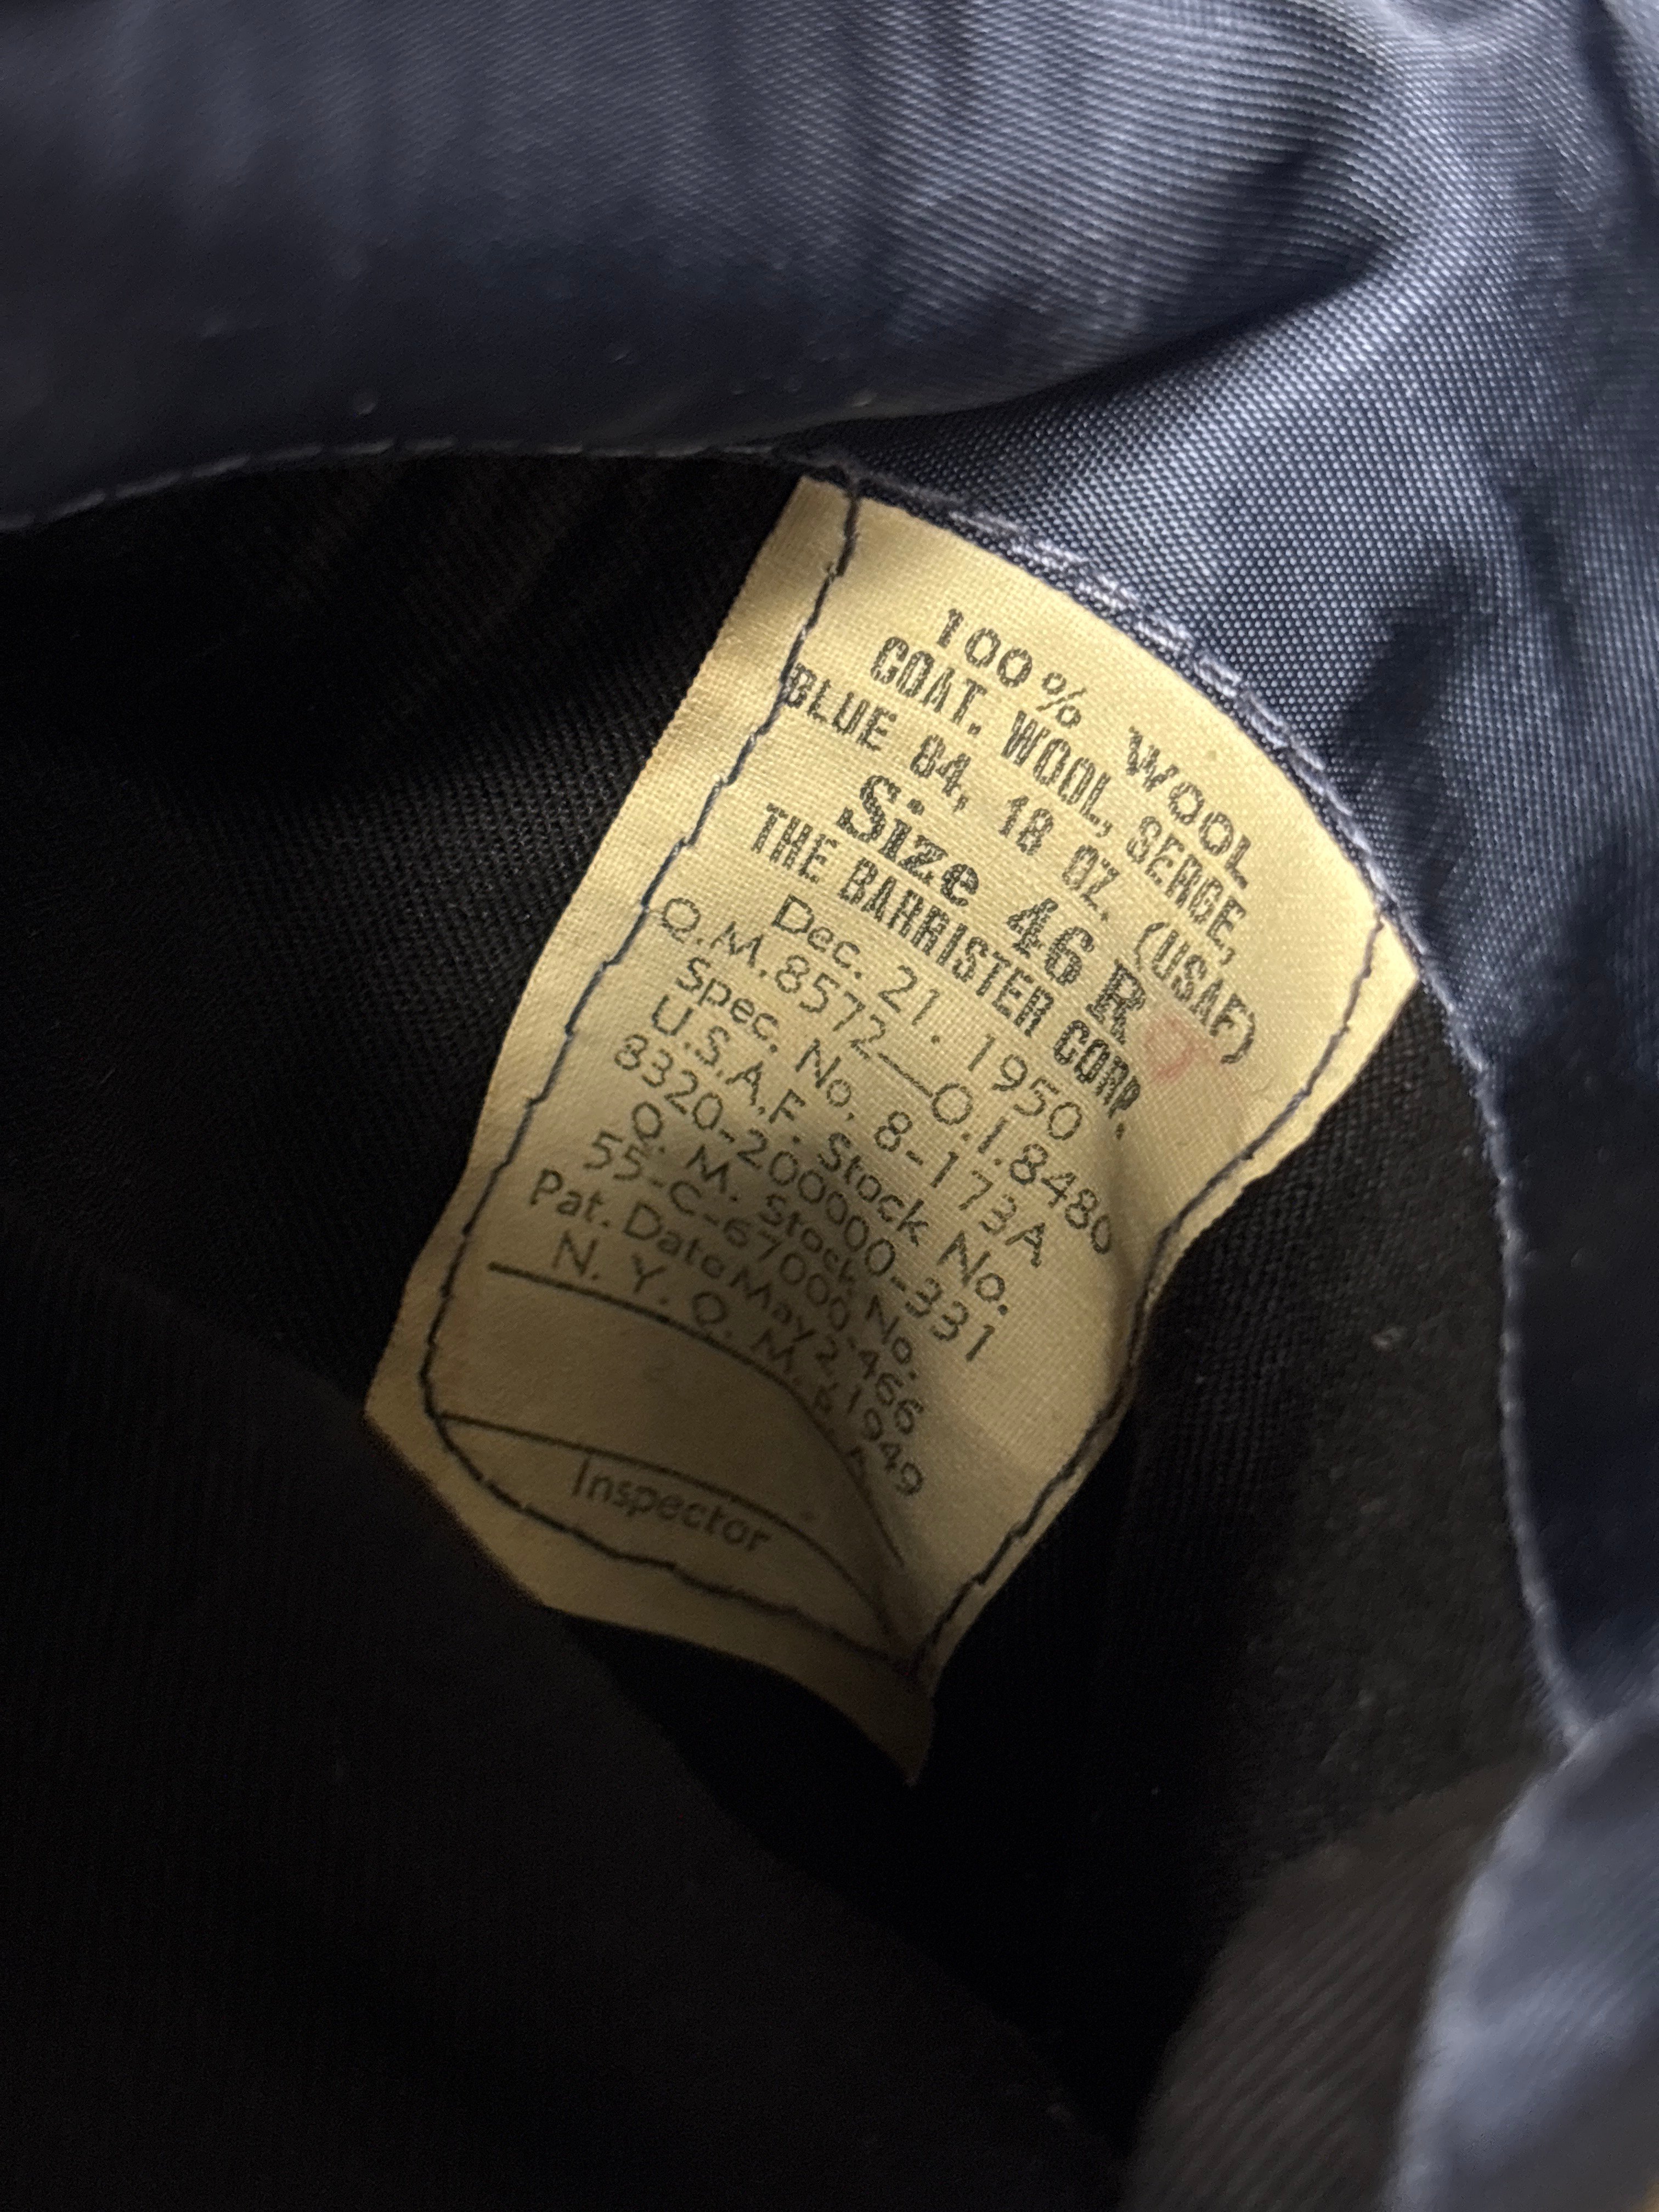 100% WOOL
COAT. WOOL, SERGE,
BLUE 84, 18 OZ. (USAF)
Size 46 R
THE BARRISTER CORP.
Dec. 21. 1950
Q.M.8572—O.I.8480
Spec. No. 8-173A
U.S.A.F. Stock No.
8320-200000-331
Q. M. Stock No.
55-C-67000-466
Pat. Date May 2, 1949
N. Y. Q. M. P. A.
Inspector